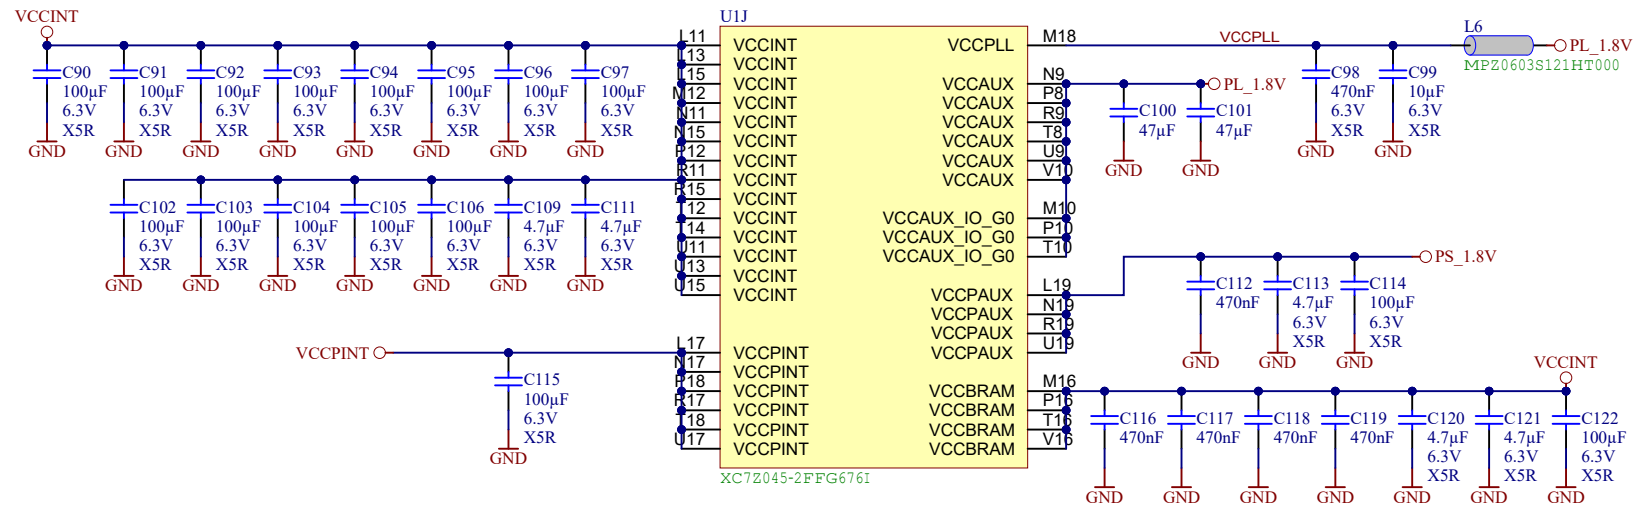 VCCINT
C90
100µF
6.3V
X5R
GND
C91
100µF
6.3V
X5R
GND
C92
100µF
6.3V
X5R
GND
C93
100µF
6.3V
X5R
GND
C94
100µF
6.3V
X5R
GND
C95
100µF
6.3V
X5R
GND
C96
100µF
6.3V
X5R
GND
C97
100µF
6.3V
X5R
GND
C102
100µF
6.3V
X5R
GND
C103
100µF
6.3V
X5R
GND
C104
100µF
6.3V
X5R
GND
C105
100µF
6.3V
X5R
GND
C106
100µF
6.3V
X5R
GND
C109
4.7µF
6.3V
X5R
GND
C111
4.7µF
6.3V
X5R
GND
VCCPINT
C115
100µF
6.3V
X5R
GND
U1J
L11 VCCINT
L13 VCCINT
L15 VCCINT
M12 VCCINT
N11 VCCINT
N15 VCCINT
P12 VCCINT
R11 VCCINT
R15 VCCINT
T12 VCCINT
T14 VCCINT
U11 VCCINT
U13 VCCINT
U15 VCCINT
L17 VCCPINT
N17 VCCPINT
P18 VCCPINT
R17 VCCPINT
T18 VCCPINT
U17 VCCPINT
VCCPLL M18
VCCAUX N9
VCCAUX P8
VCCAUX R9
VCCAUX T8
VCCAUX U9
VCCAUX V10
VCCAUX_IO_G0 M10
VCCAUX_IO_G0 P10
VCCAUX_IO_G0 T10
VCCPAUX L19
VCCPAUX N19
VCCPAUX R19
VCCPAUX U19
VCCBRAM M16
VCCBRAM P16
VCCBRAM T16
VCCBRAM V16
XC7Z045-2FFG676I
VCCPLL
L6
PL_1.8V
MPZ0603S121HT000
C98
470nF
6.3V
X5R
GND
C99
10µF
6.3V
X5R
GND
PL_1.8V
C100
47µF
GND
C101
47µF
GND
PS_1.8V
C112
470nF
GND
C113
4.7µF
6.3V
X5R
GND
C114
100µF
6.3V
X5R
GND
VCCINT
C116
470nF
GND
C117
470nF
GND
C118
470nF
GND
C119
470nF
GND
C120
4.7µF
6.3V
X5R
GND
C121
4.7µF
6.3V
X5R
GND
C122
100µF
6.3V
X5R
GND